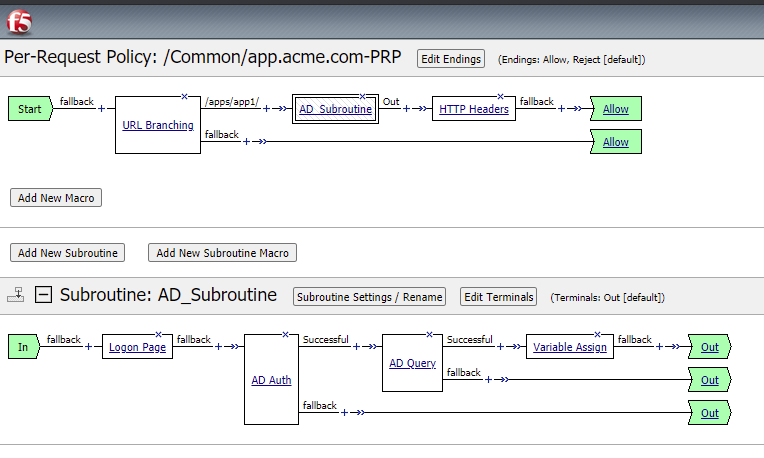 f5
Per-Request Policy: /Common/app.acme.com-PRP Edit Endings (Endings: Allow, Reject [default])
Start fallback + URL Branching /apps/app1/ + AD_Subroutine Out + HTTP Headers fallback + Allow
fallback + Allow
Add New Macro
Add New Subroutine Add New Subroutine Macro
Subroutine: AD_Subroutine Subroutine Settings / Rename Edit Terminals (Terminals: Out [default])
In fallback + Logon Page fallback + AD Auth Successful + AD Query Successful + Variable Assign fallback + Out
fallback + Out
fallback + Out